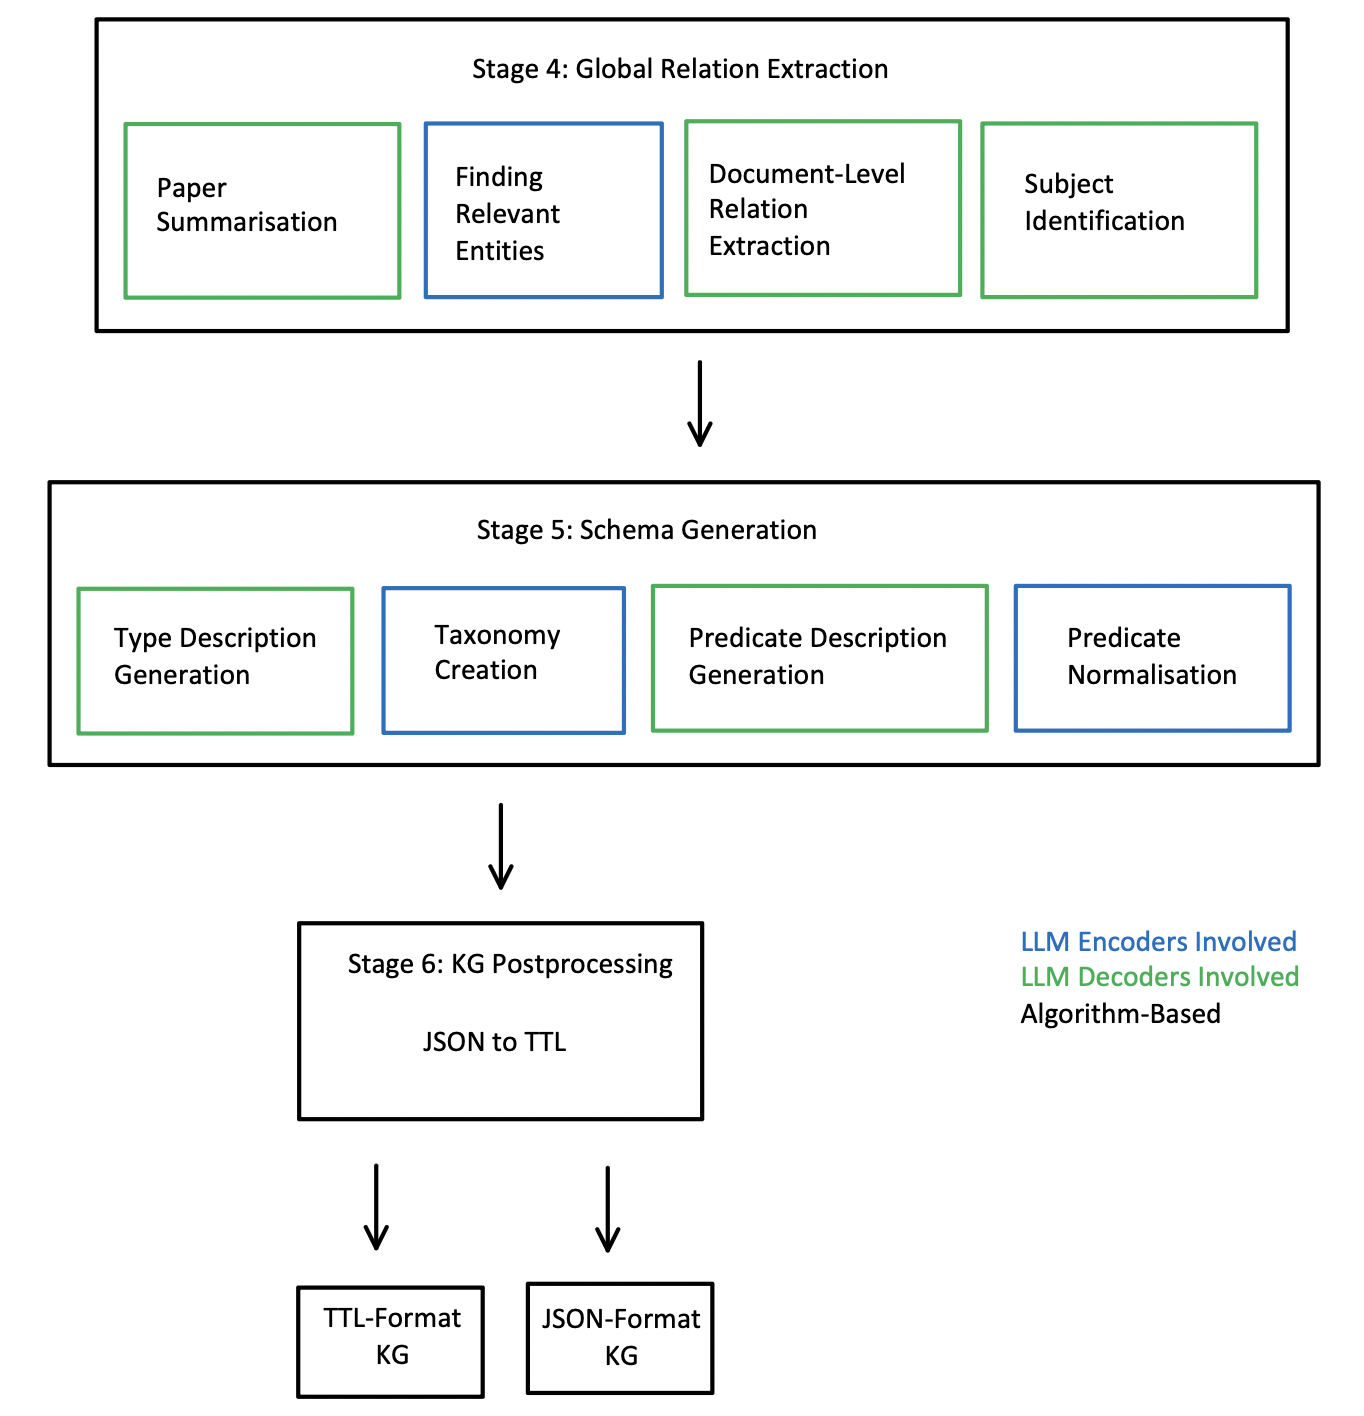 Stage 4: Global Relation Extraction
Paper
Summarisation
Finding
Relevant
Entities
Document-Level
Relation
Extraction
Subject
Identification
Stage 5: Schema Generation
Type Description
Generation
Taxonomy
Creation
Predicate Description
Generation
Predicate
Normalisation
Stage 6: KG Postprocessing
JSON to TTL
LLM Encoders Involved
LLM Decoders Involved
Algorithm-Based
TTL-Format
KG
JSON-Format
KG